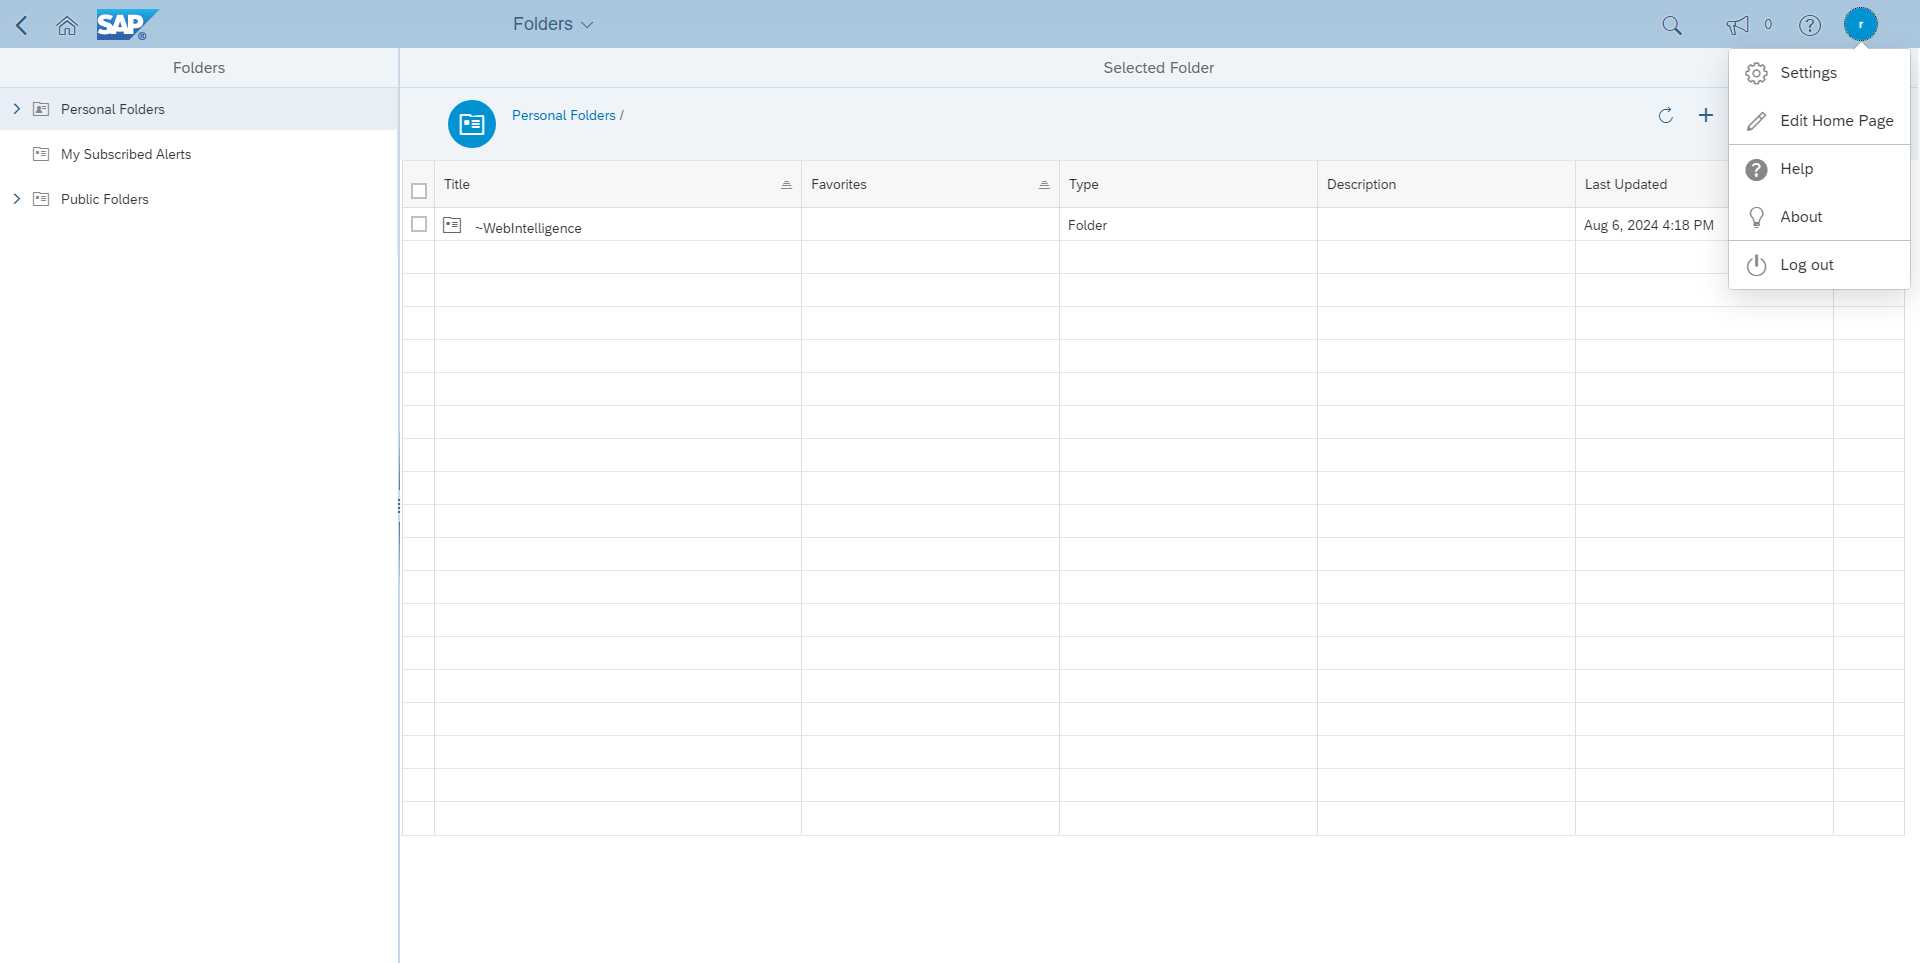 SAP ®
Folders
0
r
Folders
Selected Folder
Settings
Edit Home Page
Help
About
Log out
Personal Folders
My Subscribed Alerts
Public Folders
Personal Folders /
Title
Favorites
Type
Description
Last Updated
~WebIntelligence
Folder
Aug 6, 2024 4:18 PM